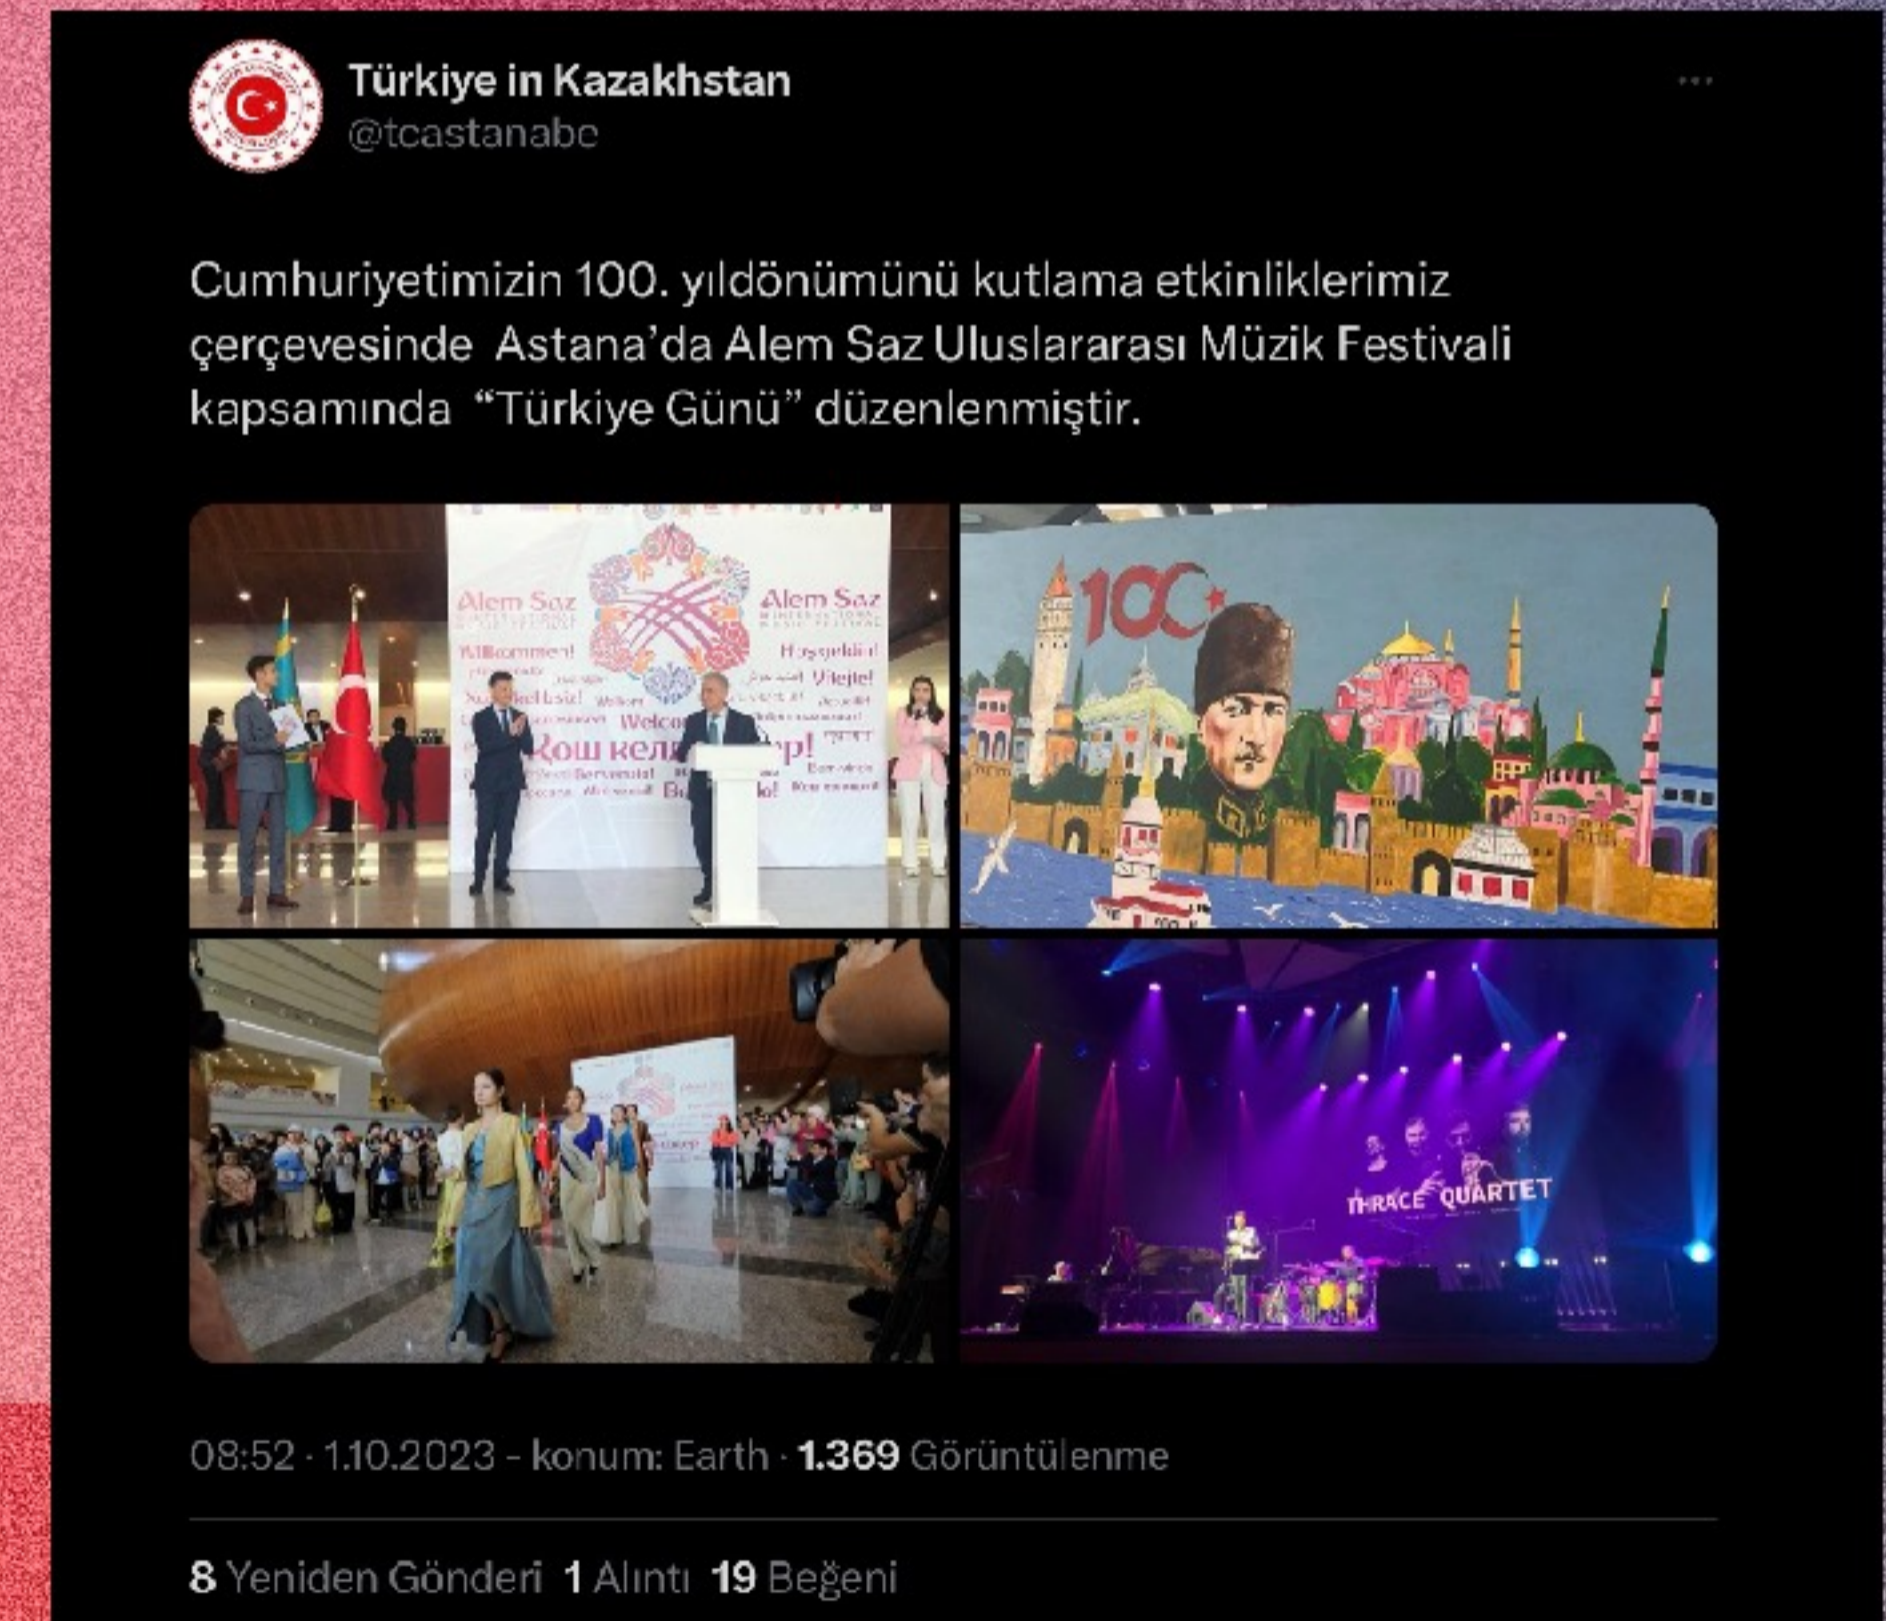 Türkiye in Kazakhstan
@tcastanabe
Cumhuriyetimizin 100. yıldönümünü kutlama etkinliklerimiz
çerçevesinde Astana’da Alem Saz Uluslararası Müzik Festivali
kapsamında “Türkiye Günü” düzenlenmiştir.
Alem Saz
Alem Saz
Willkommen!
Hoşgeldin!
Vitejte!
Welco
Қош кел
р!
100
THRACE QUARTET
08:52 · 1.10.2023 - konum: Earth · 1.369 Görüntülenme
8 Yeniden Gönderi 1 Alıntı 19 Beğeni